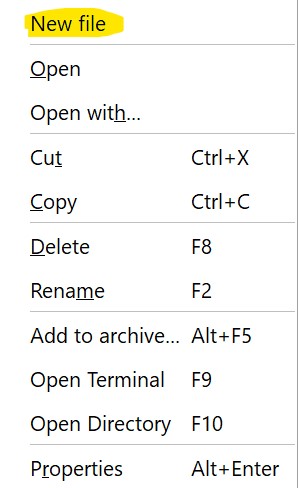 New file
Open
Open with...
Cut Ctrl+X
Copy Ctrl+C
Delete F8
Rename F2
Add to archive... Alt+F5
Open Terminal F9
Open Directory F10
Properties Alt+Enter